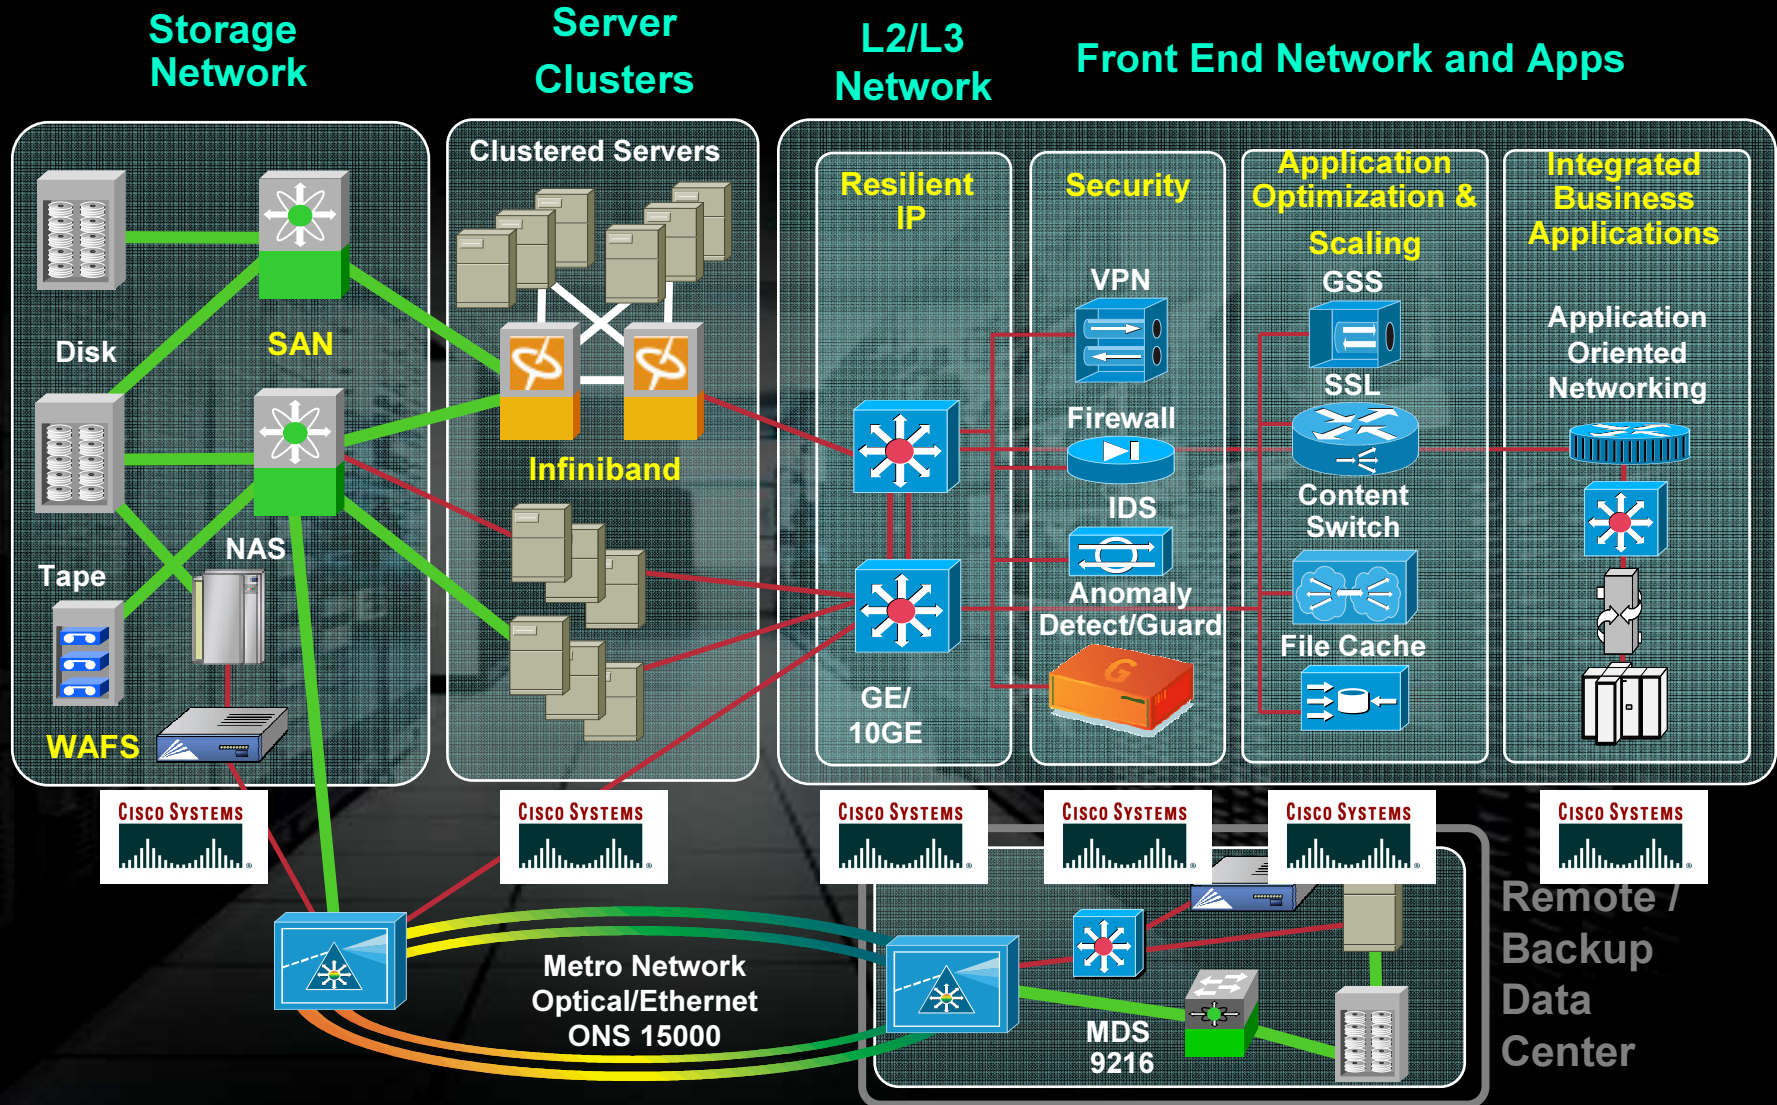 Storage
Network
Server
Clusters
L2/L3
Network
Front End Network and Apps
Clustered Servers
Disk
SAN
NAS
Tape
WAFS
Infiniband
Resilient
IP
GE/
10GE
Security
VPN
Firewall
IDS
Anomaly
Detect/Guard
G
Application
Optimization &
Scaling
GSS
SSL
Content
Switch
File Cache
Integrated
Business
Applications
Application
Oriented
Networking
CISCO SYSTEMS
®
CISCO SYSTEMS
®
CISCO SYSTEMS
®
CISCO SYSTEMS
®
CISCO SYSTEMS
®
CISCO SYSTEMS
®
Metro Network
Optical/Ethernet
ONS 15000
MDS
9216
Remote /
Backup
Data
Center